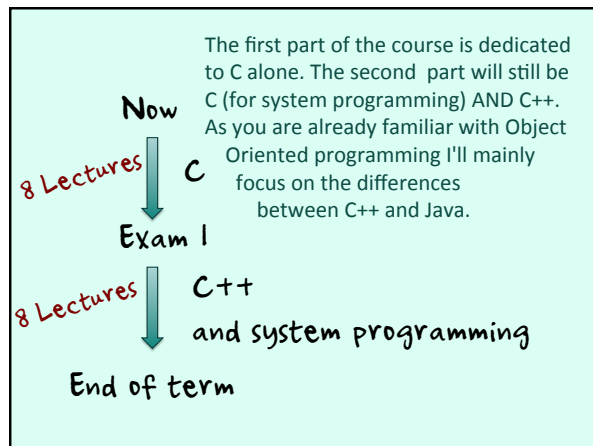 The first part of the course is dedicated
to C alone. The second part will still be
C (for system programming) AND C++.
As you are already familiar with Object
Oriented programming I'll mainly
focus on the differences
between C++ and Java.
Now
8 Lectures
C
Exam 1
8 Lectures
C++
and system programming
End of term